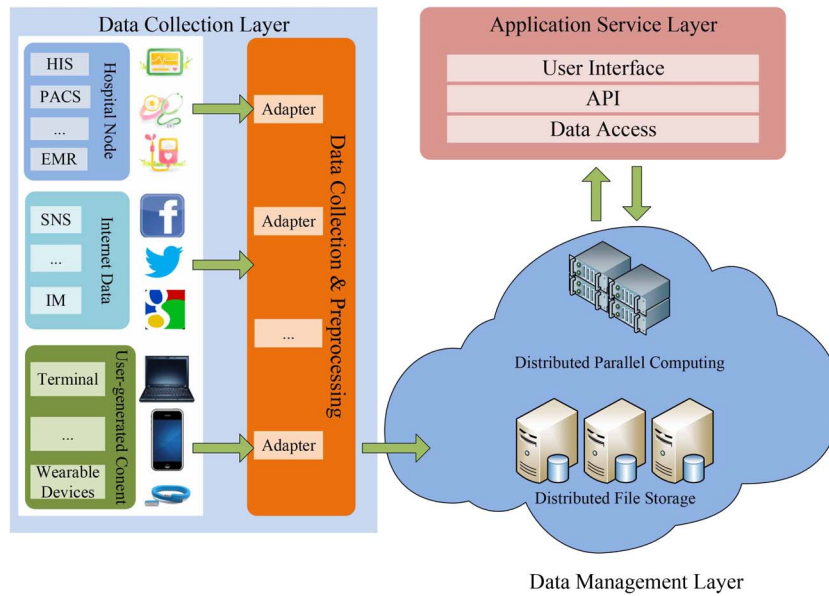 Data Collection Layer
HIS
PACS
...
EMR
Hospital Node
SNS
...
IM
Internet Data
Terminal
...
Wearable
Devices
User-generated Conent
Adapter
Adapter
...
Adapter
Data Collection & Preprocessing
Application Service Layer
User Interface
API
Data Access
Distributed Parallel Computing
Distributed File Storage
Data Management Layer